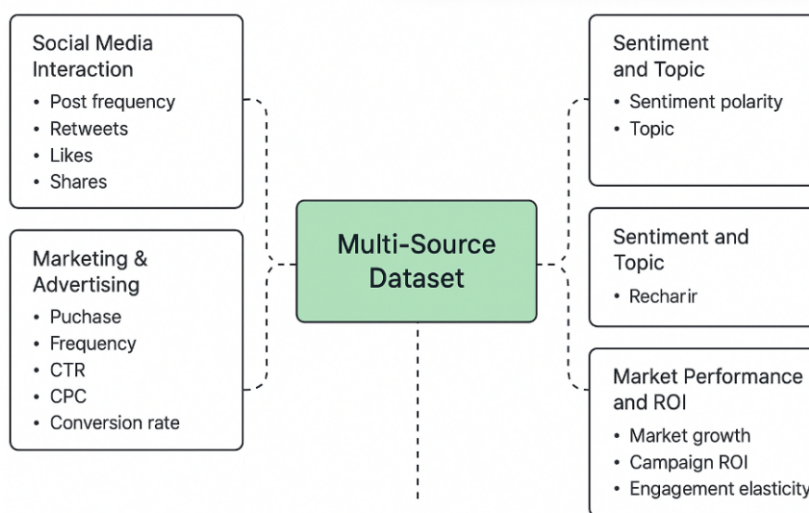 Social Media
Interaction
• Post frequency
• Retweets
• Likes
• Shares
Marketing &
Advertising
• Puchase
• Frequency
• CTR
• CPC
• Conversion rate
Multi-Source
Dataset
Sentiment
and Topic
• Sentiment polarity
• Topic
Sentiment and
Topic
• Recharir
Market Performance
and ROI
• Market growth
• Campaign ROI
• Engagement elasticity